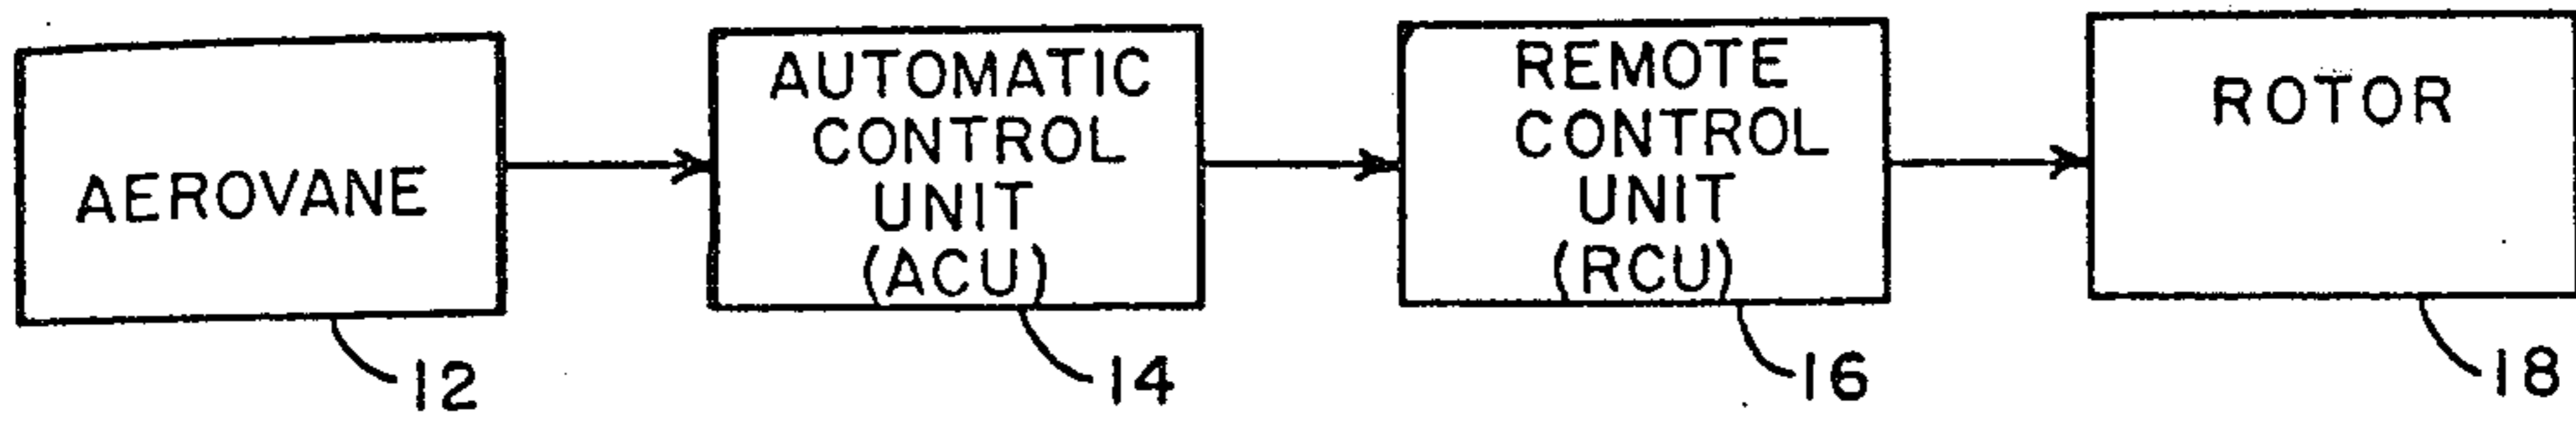 AEROVANE
AUTOMATIC
CONTROL
UNIT
(ACU)
REMOTE
CONTROL
UNIT
(RCU)
ROTOR
12
14
16
18